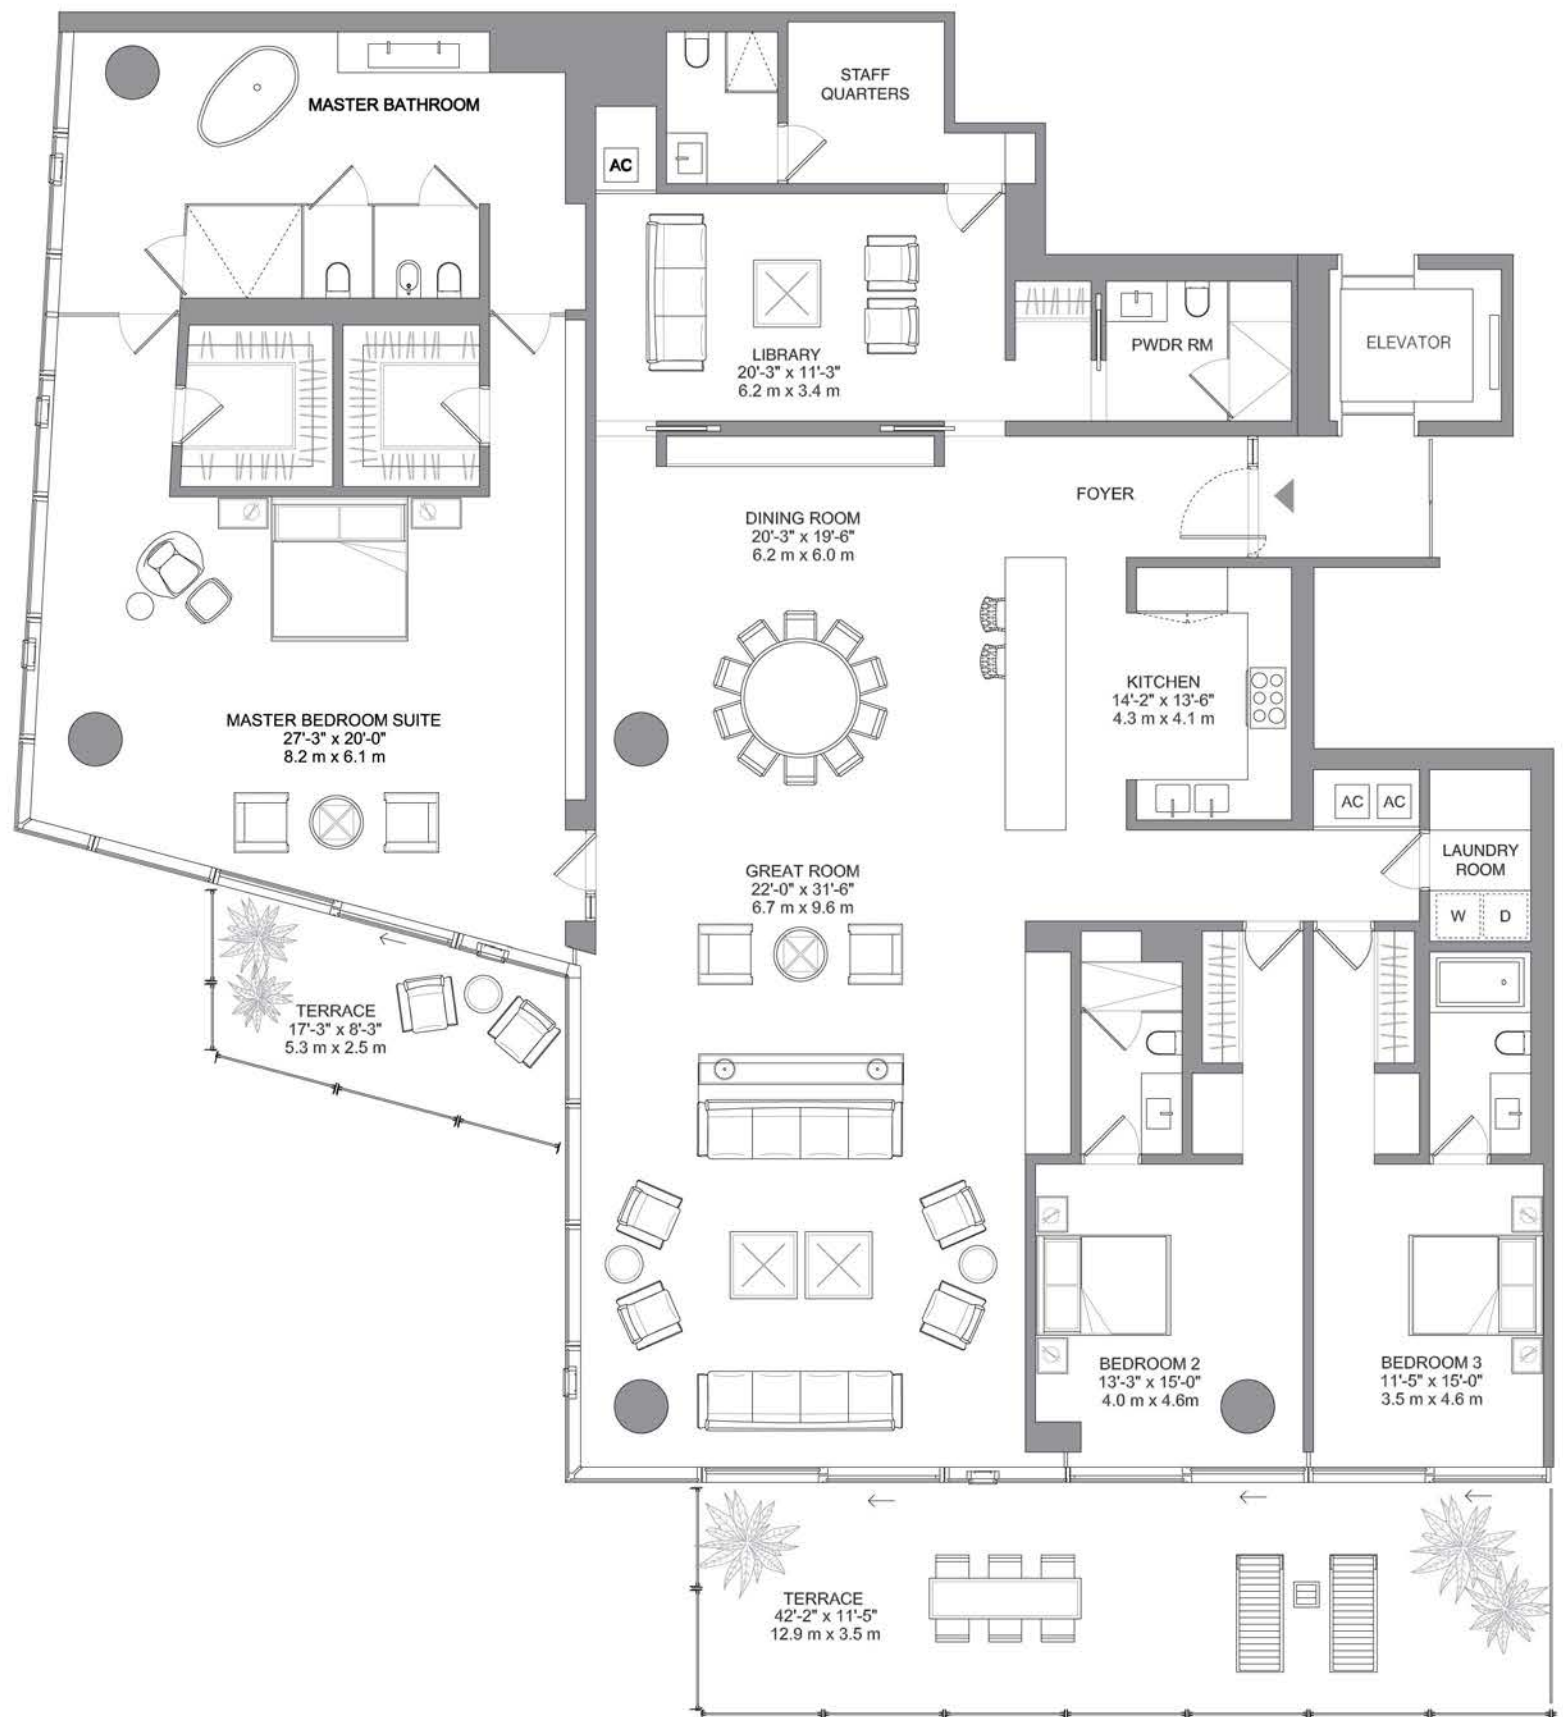 STAFF
QUARTERS
MASTER BATHROOM
AC
LIBRARY
20'-3" x 11'-3"
6.2 m x 3.4 m
PWDR RM
ELEVATOR
DINING ROOM
20'-3" x 19'-6"
6.2 m x 6.0 m
FOYER
KITCHEN
14'-2" x 13'-6"
4.3 m x 4.1 m
MASTER BEDROOM SUITE
27'-3" x 20'-0"
8.2 m x 6.1 m
AC AC
LAUNDRY
ROOM
W D
GREAT ROOM
22'-0" x 31'-6"
6.7 m x 9.6 m
TERRACE
17'-3" x 8'-3"
5.3 m x 2.5 m
BEDROOM 2
13'-3" x 15'-0"
4.0 m x 4.6m
BEDROOM 3
11'-5" x 15'-0"
3.5 m x 4.6 m
TERRACE
42'-2" x 11'-5"
12.9 m x 3.5 m